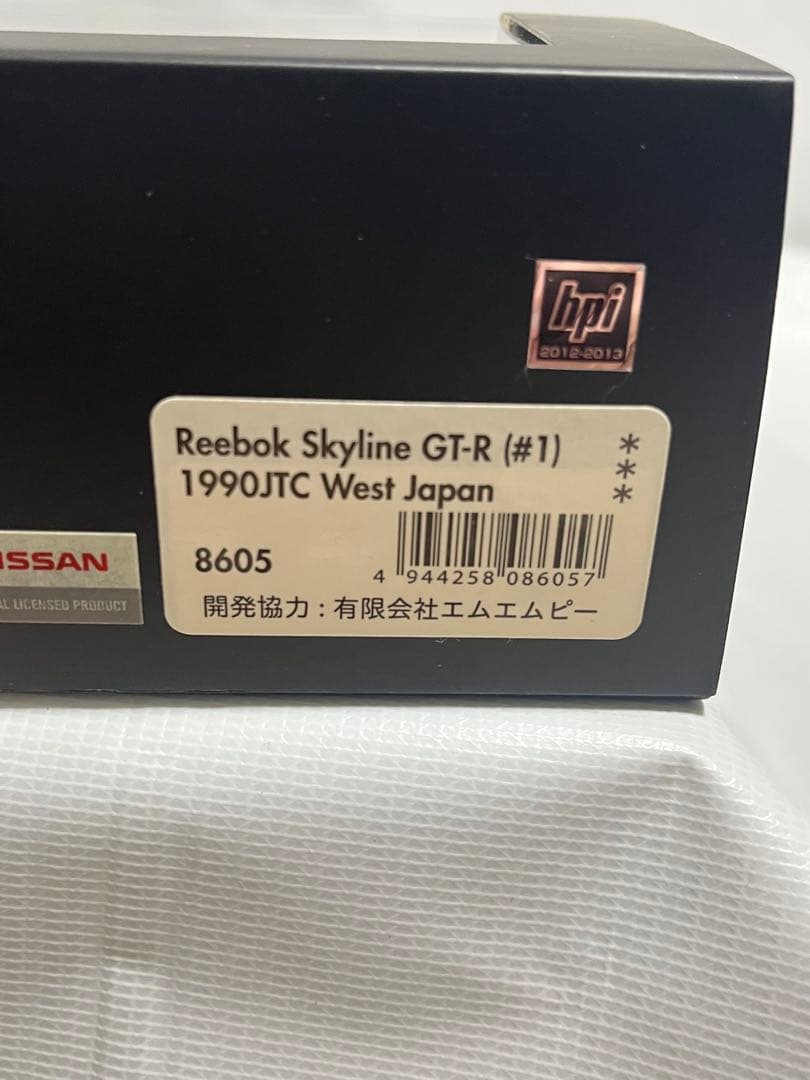 hpi
2012-2013
Reebok Skyline GT-R (#1)
1990JTC West Japan
***
8605
4 944258 086057
開発協力 : 有限会社エムエムピー
ISSAN
AL LICENSED PRODUCT